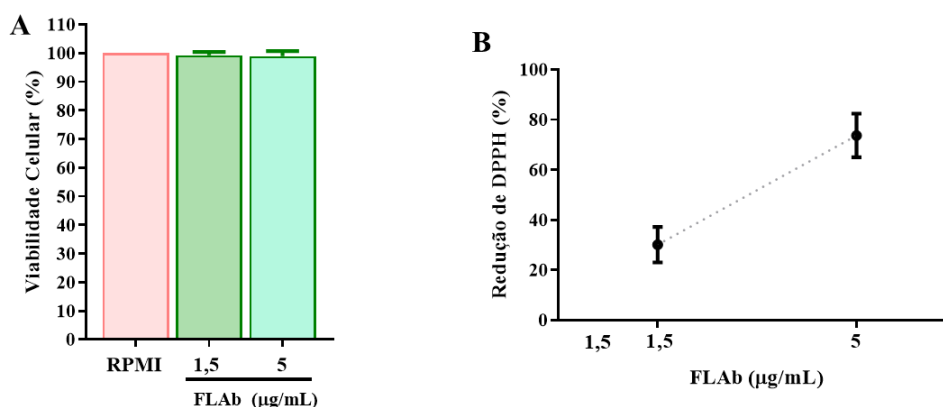 A
Viabilidade Celular (%)
110
100
90
80
70
60
50
40
30
20
10
0
RPMI 1,5 5
FLAb (µg/mL)
B
Redução de DPPH (%)
100
80
60
40
20
0
1,5 1,5 5
FLAb (µg/mL)